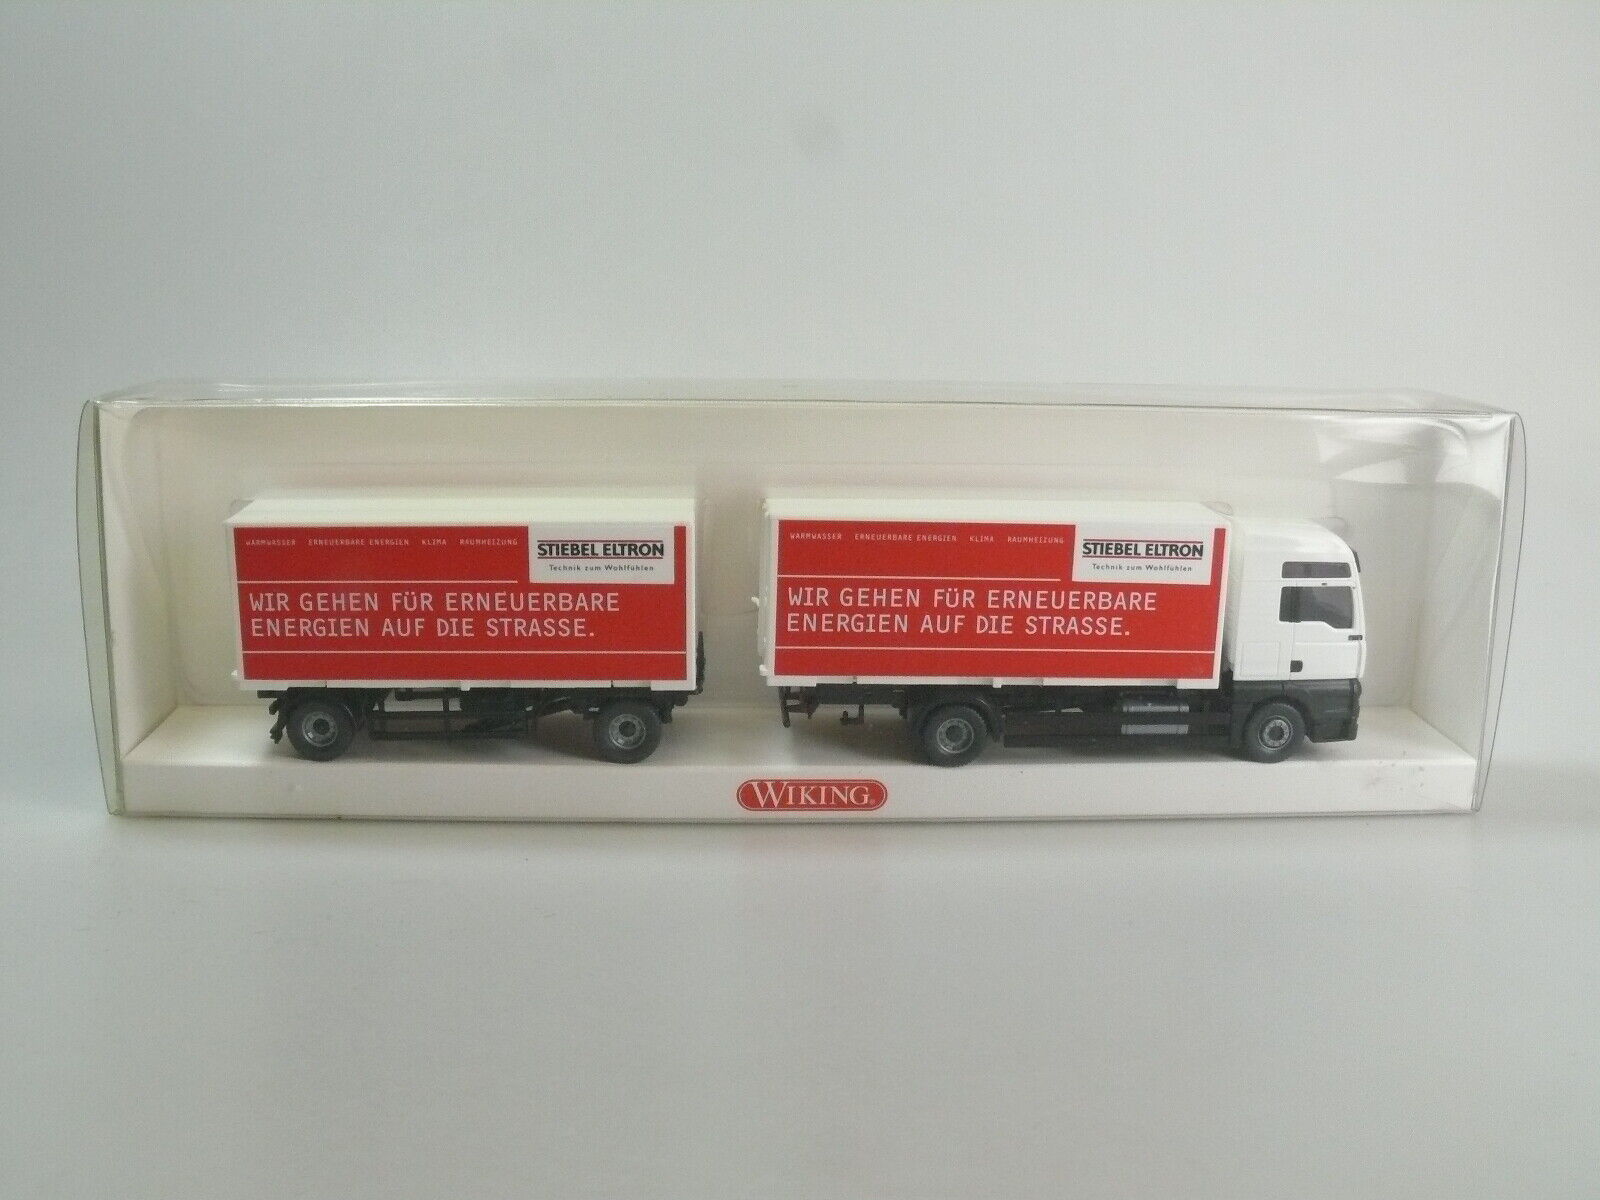 WARMWASSER ERNEUERBARE ENERGIEN KLIMA RAUMHEIZUNG
STIEBEL ELTRON
Technik zum Wohlfühlen
WIR GEHEN FÜR ERNEUERBARE
ENERGIEN AUF DIE STRASSE.
WARMWASSER ERNEUERBARE ENERGIEN KLIMA RAUMHEIZUNG
STIEBEL ELTRON
Technik zum Wohlfühlen
WIR GEHEN FÜR ERNEUERBARE
ENERGIEN AUF DIE STRASSE.
WIKING®